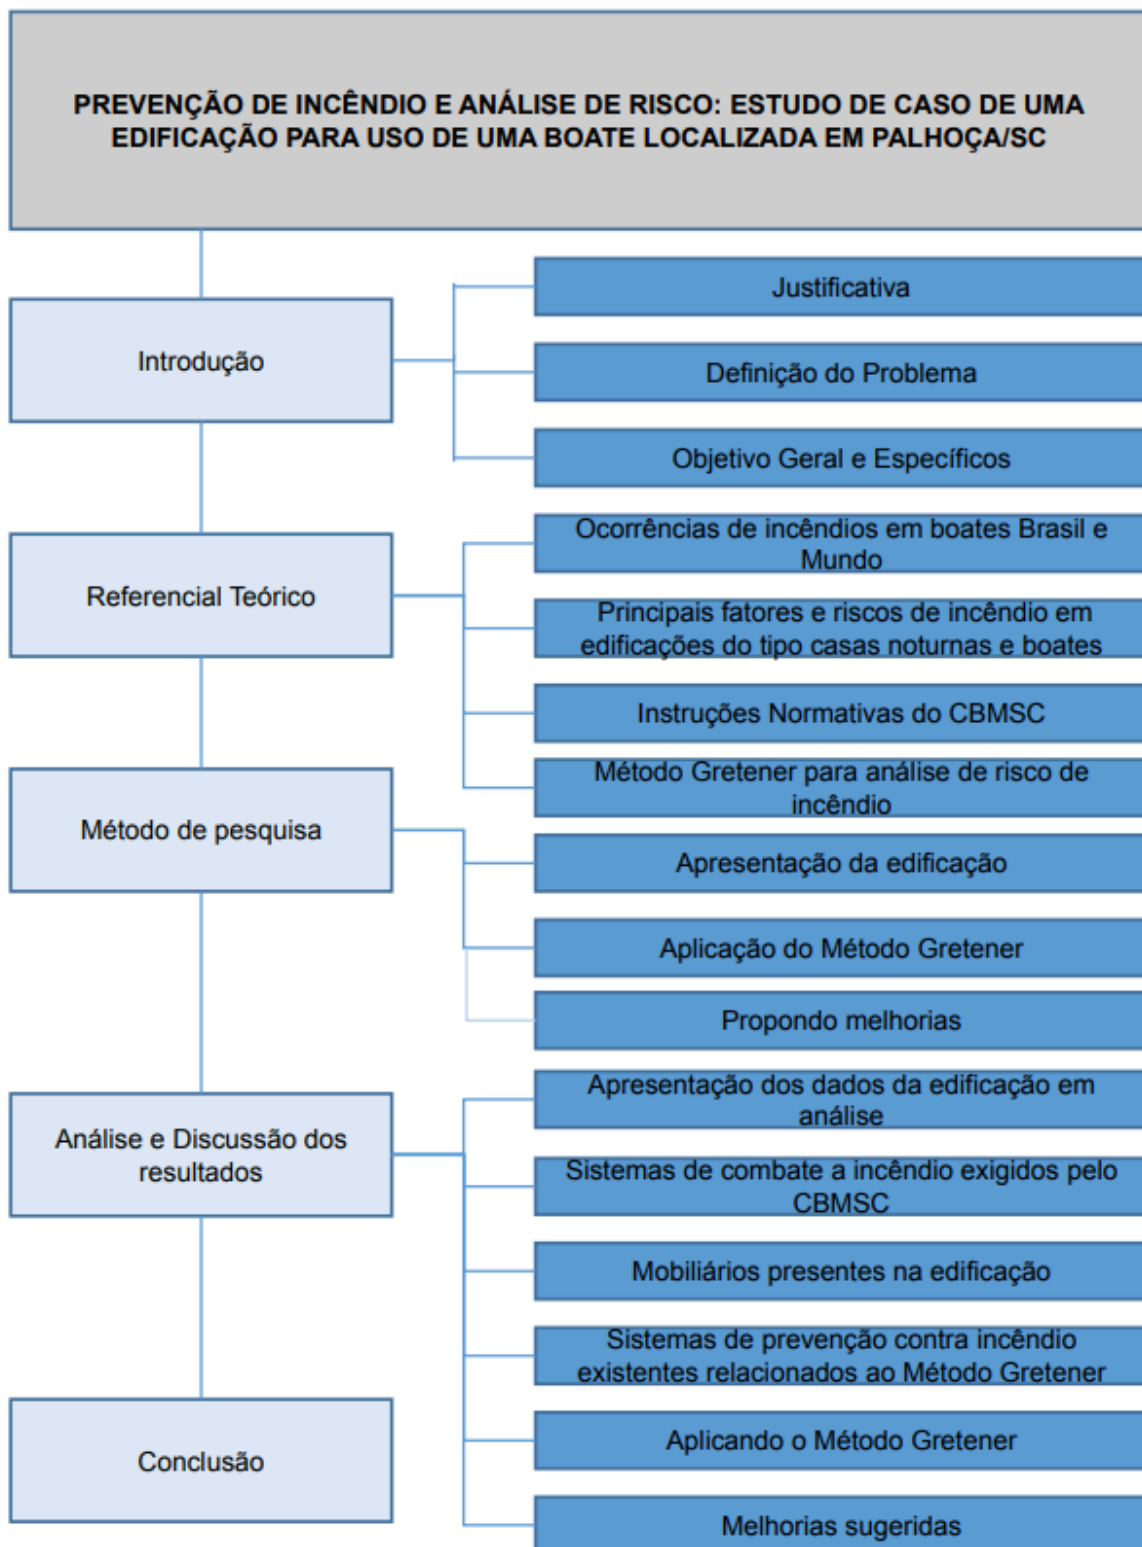 PREVENÇÃO DE INCÊNDIO E ANÁLISE DE RISCO: ESTUDO DE CASO DE UMA
EDIFICAÇÃO PARA USO DE UMA BOATE LOCALIZADA EM PALHOÇA/SC
Introdução
Justificativa
Definição do Problema
Objetivo Geral e Específicos
Referencial Teórico
Ocorrências de incêndios em boates Brasil e
Mundo
Principais fatores e riscos de incêndio em
edificações do tipo casas noturnas e boates
Instruções Normativas do CBMSC
Método Gretener para análise de risco de
incêndio
Método de pesquisa
Apresentação da edificação
Aplicação do Método Gretener
Propondo melhorias
Análise e Discussão dos
resultados
Apresentação dos dados da edificação em
análise
Sistemas de combate a incêndio exigidos pelo
CBMSC
Mobiliários presentes na edificação
Sistemas de prevenção contra incêndio
existentes relacionados ao Método Gretener
Aplicando o Método Gretener
Melhorias sugeridas
Conclusão